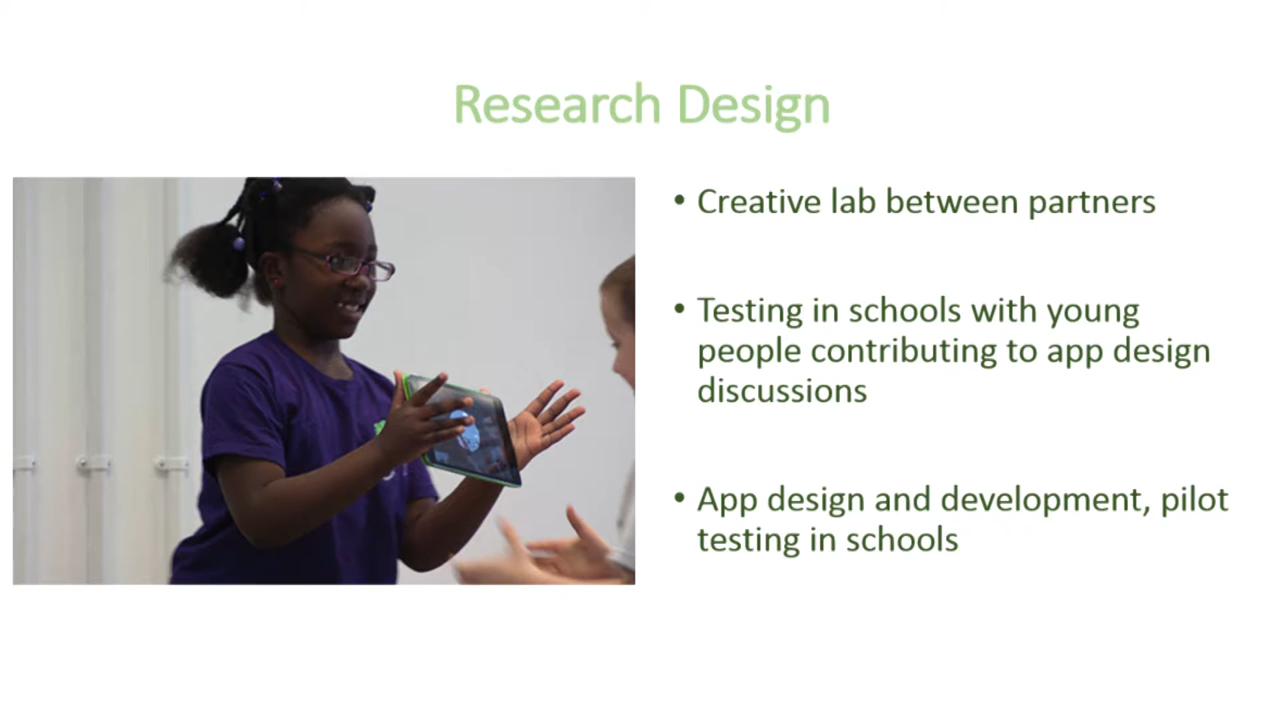 Research Design
• Creative lab between partners
• Testing in schools with young
people contributing to app design
discussions
• App design and development, pilot
testing in schools